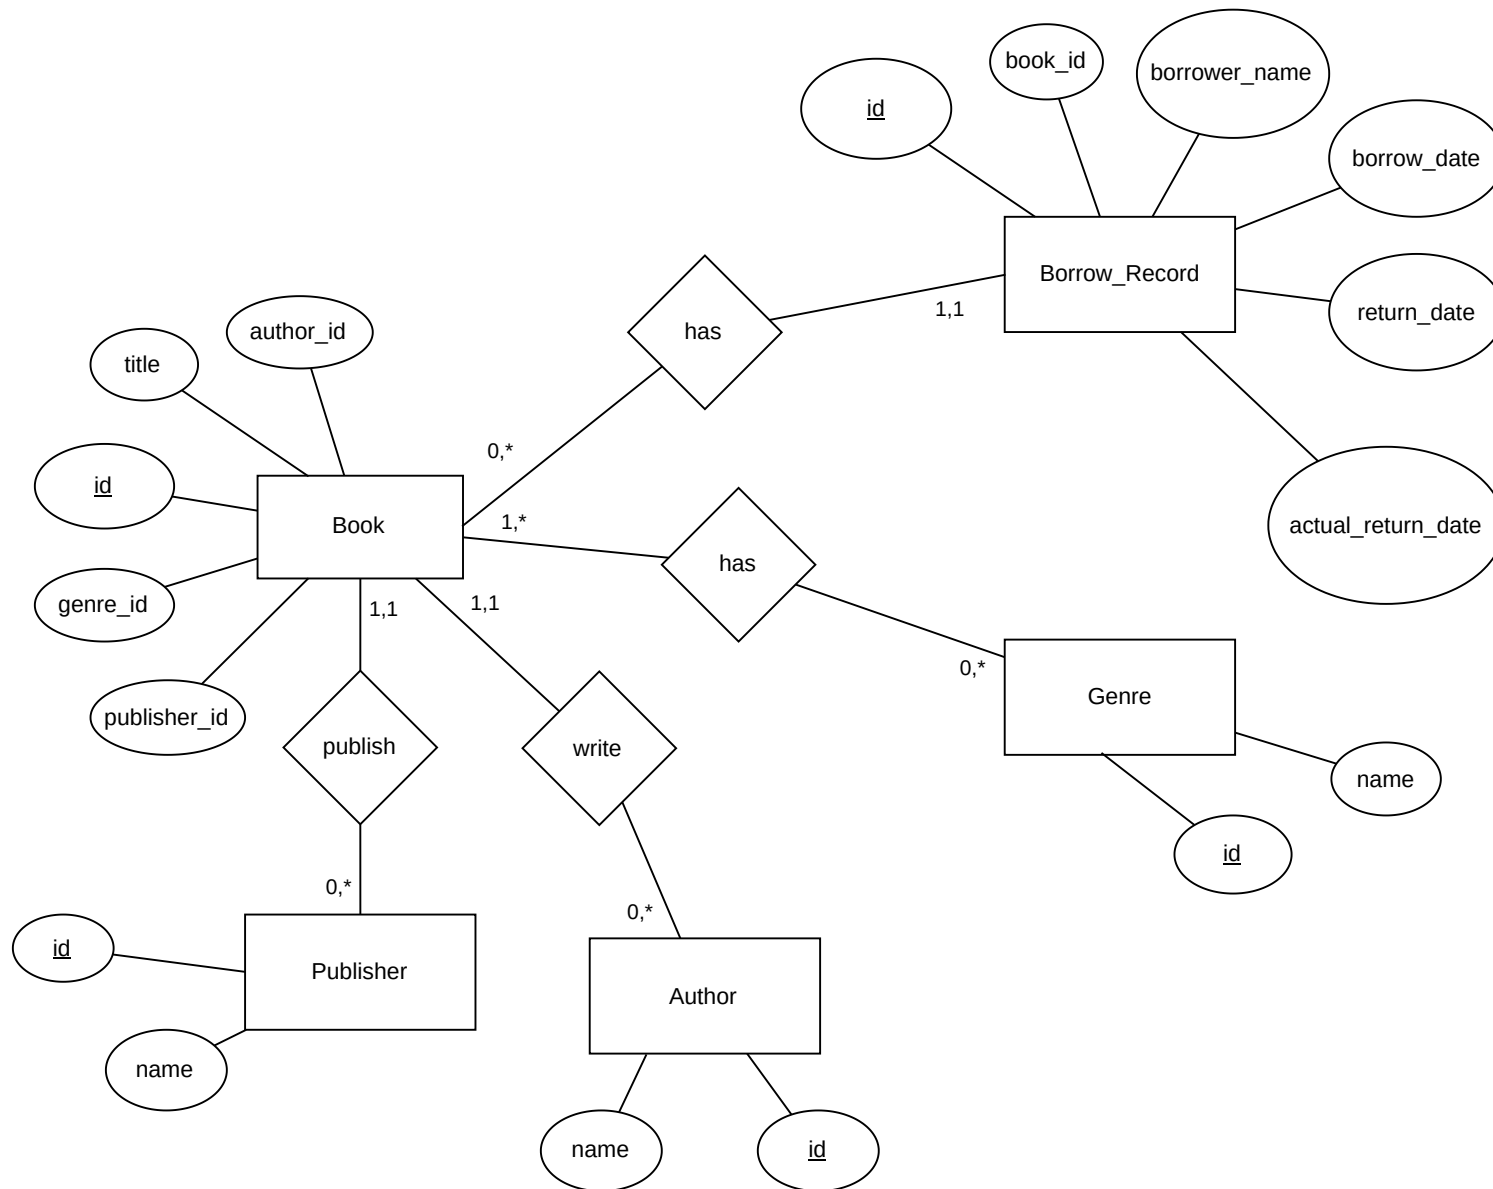 book_id
borrower_name
id
borrow_date
Borrow_Record
return_date
1,1
has
author_id
title
0,*
id
Book
1,*
actual_return_date
has
genre_id
1,1
1,1
0,*
Genre
publisher_id
publish
write
name
id
0,*
0,*
id
Publisher
Author
name
name
id